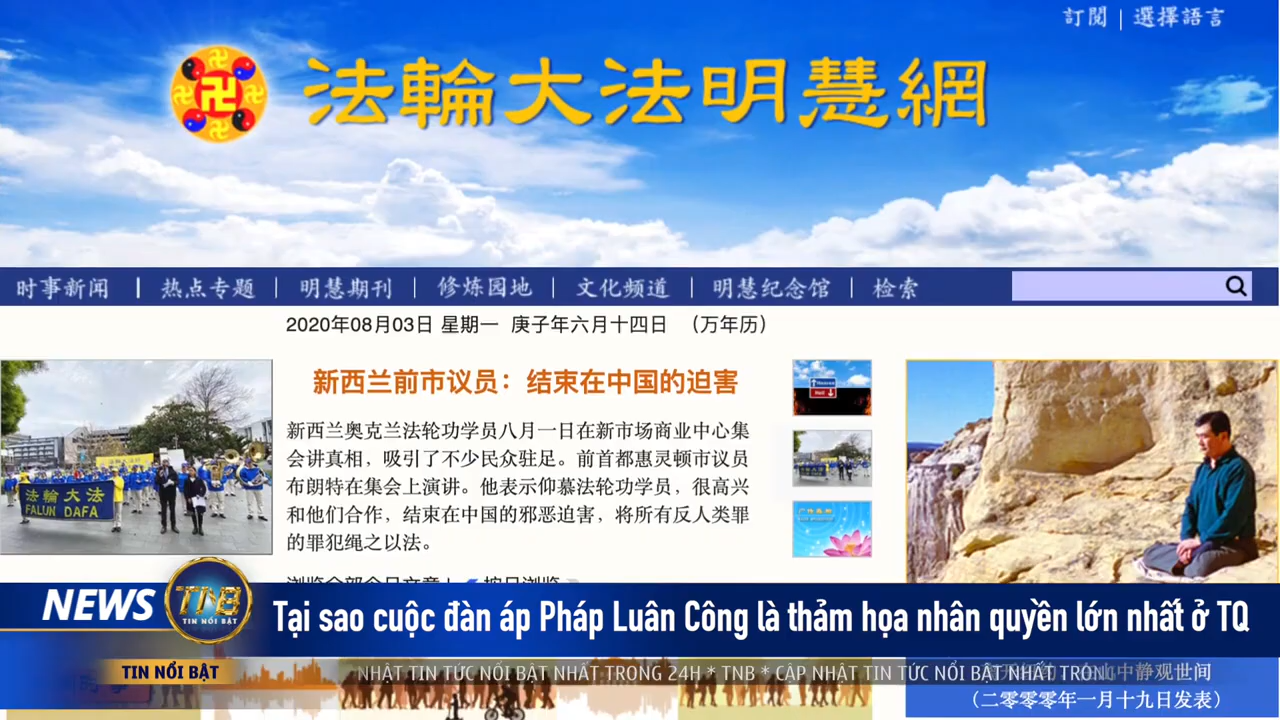 訂閱 | 選擇語言
法輪大法明慧網
时事新闻 | 热点专题 | 明慧期刊 | 修炼园地 | 文化频道 | 明慧纪念馆 | 检索
2020年08月03日 星期一 庚子年六月十四日 （万年历）
新西兰前市议员：结束在中国的迫害
新西兰奥克兰法轮功学员八月一日在新市场商业中心集
会讲真相，吸引了不少民众驻足。前首都惠灵顿市议员
布朗特在集会上演讲。他表示仰慕法轮功学员，很高兴
和他们合作，结束在中国的邪恶迫害，将所有反人类罪
的罪犯绳之以法。
法輪大法
FALUN DAFA
NEWS
TNB
TIN NỔI BẬT
Tại sao cuộc đàn áp Pháp Luân Công là thảm họa nhân quyền lớn nhất ở TQ
TIN NỔI BẬT
NHẬT TIN TỨC NỔI BẬT NHẤT TRONG 24H * TNB * CẬP NHẬT TIN TỨC NỔI BẬT NHẤT TRONG
中静观世间
（二零零零年一月十九日发表）